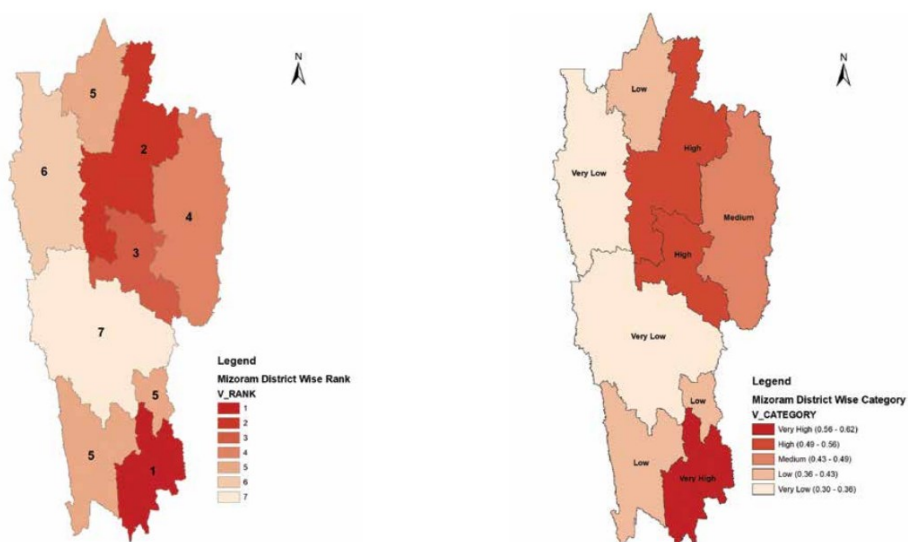 N
5
2
6
4
3
7
5
5
1
Legend
Mizoram District Wise Rank
V_RANK
1
2
3
4
5
6
7
N
Low
High
Very Low
Medium
High
Very Low
Low
Low
Very High
Legend
Mizoram District Wise Category
V_CATEGORY
Very High (0.56 - 0.62)
High (0.49 - 0.56)
Medium (0.43 - 0.49)
Low (0.36 - 0.43)
Very Low (0.30 - 0.36)